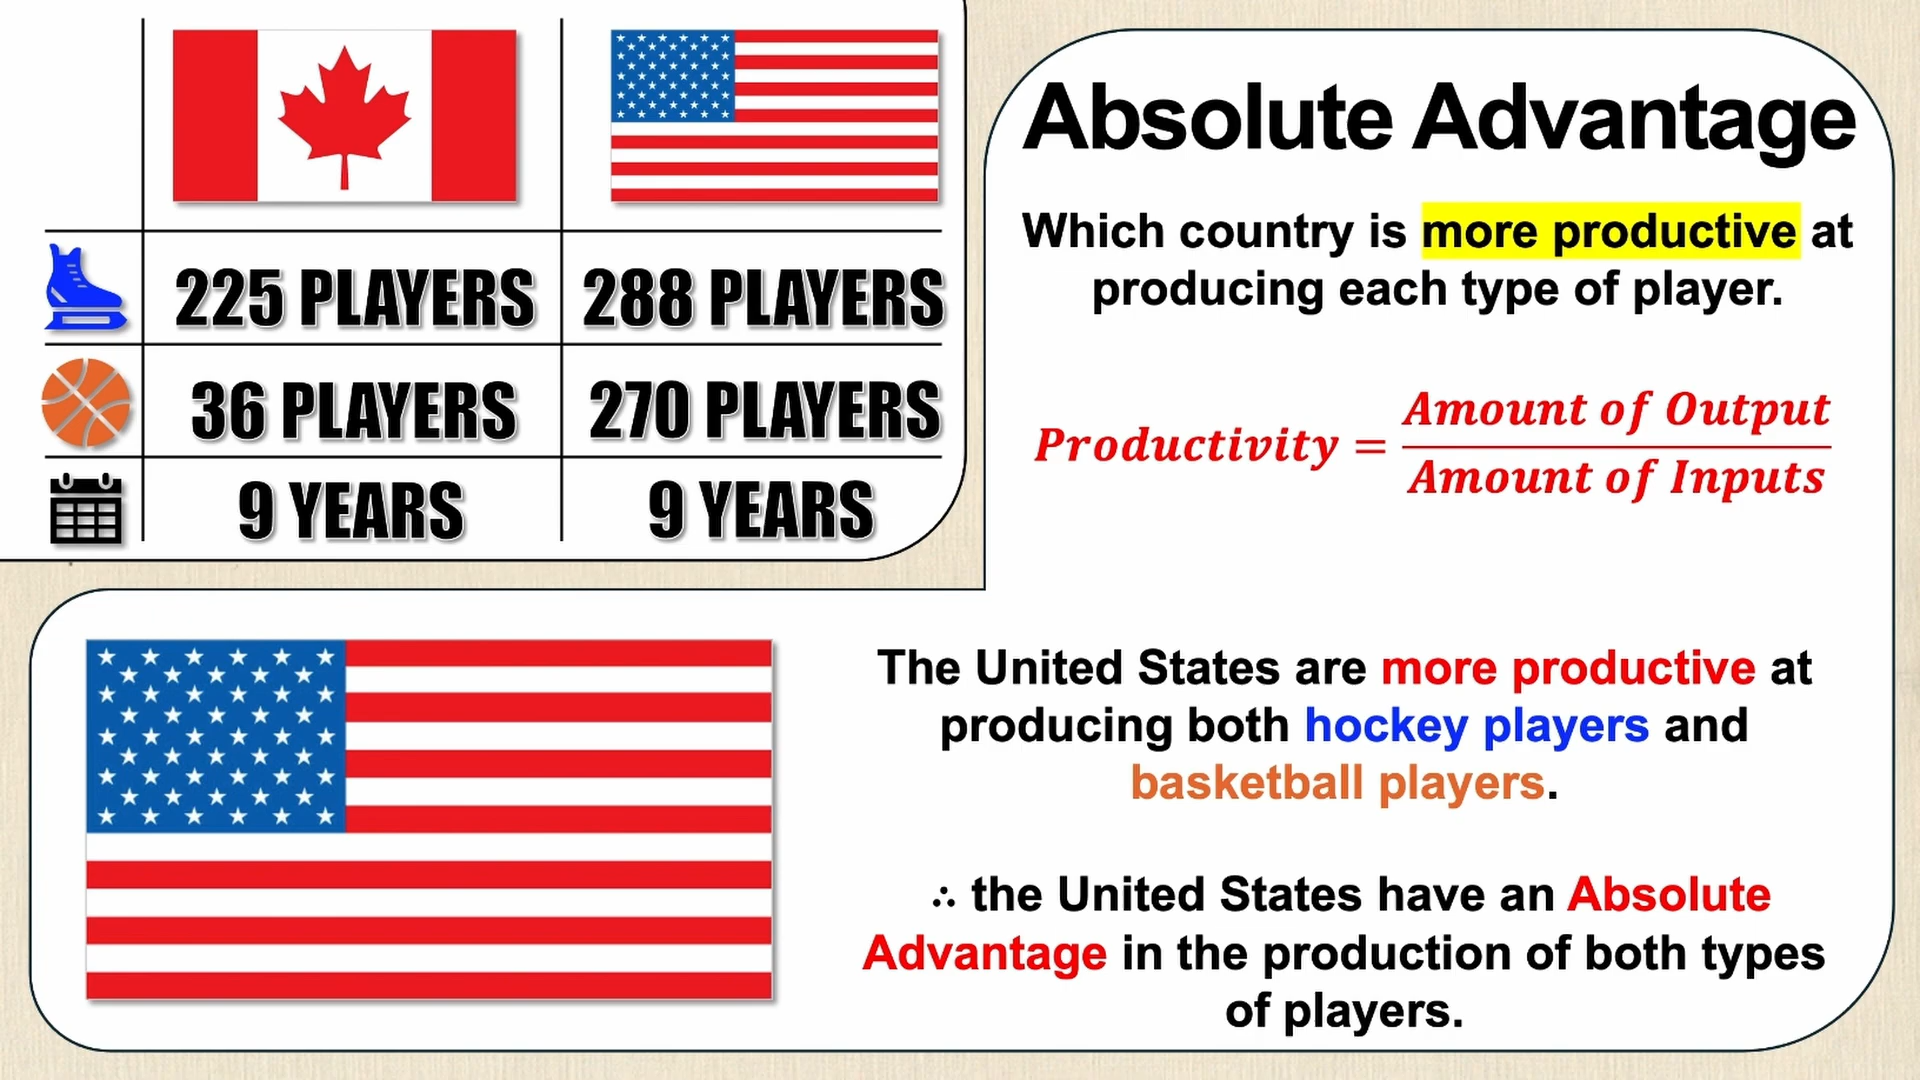 225 PLAYERS 288 PLAYERS
36 PLAYERS 270 PLAYERS
9 YEARS 9 YEARS
Absolute Advantage
Which country is more productive at
producing each type of player.
Productivity = Amount of Output
Amount of Inputs
The United States are more productive at
producing both hockey players and
basketball players.
∴ the United States have an Absolute
Advantage in the production of both types
of players.